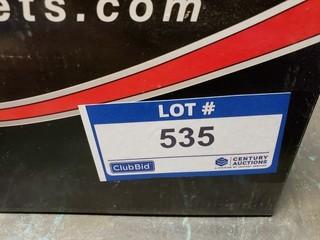 ets.com
LOT #
535
ClubBid
CENTURY
AUCTIONS